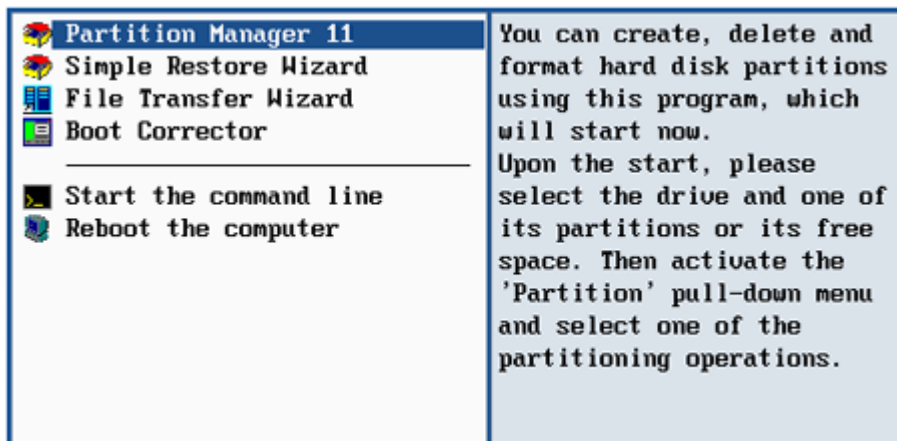 Partition Manager 11
Simple Restore Wizard
File Transfer Wizard
Boot Corrector
Start the command line
Reboot the computer
You can create, delete and
format hard disk partitions
using this program, which
will start now.
Upon the start, please
select the drive and one of
its partitions or its free
space. Then activate the
'Partition' pull-down menu
and select one of the
partitioning operations.